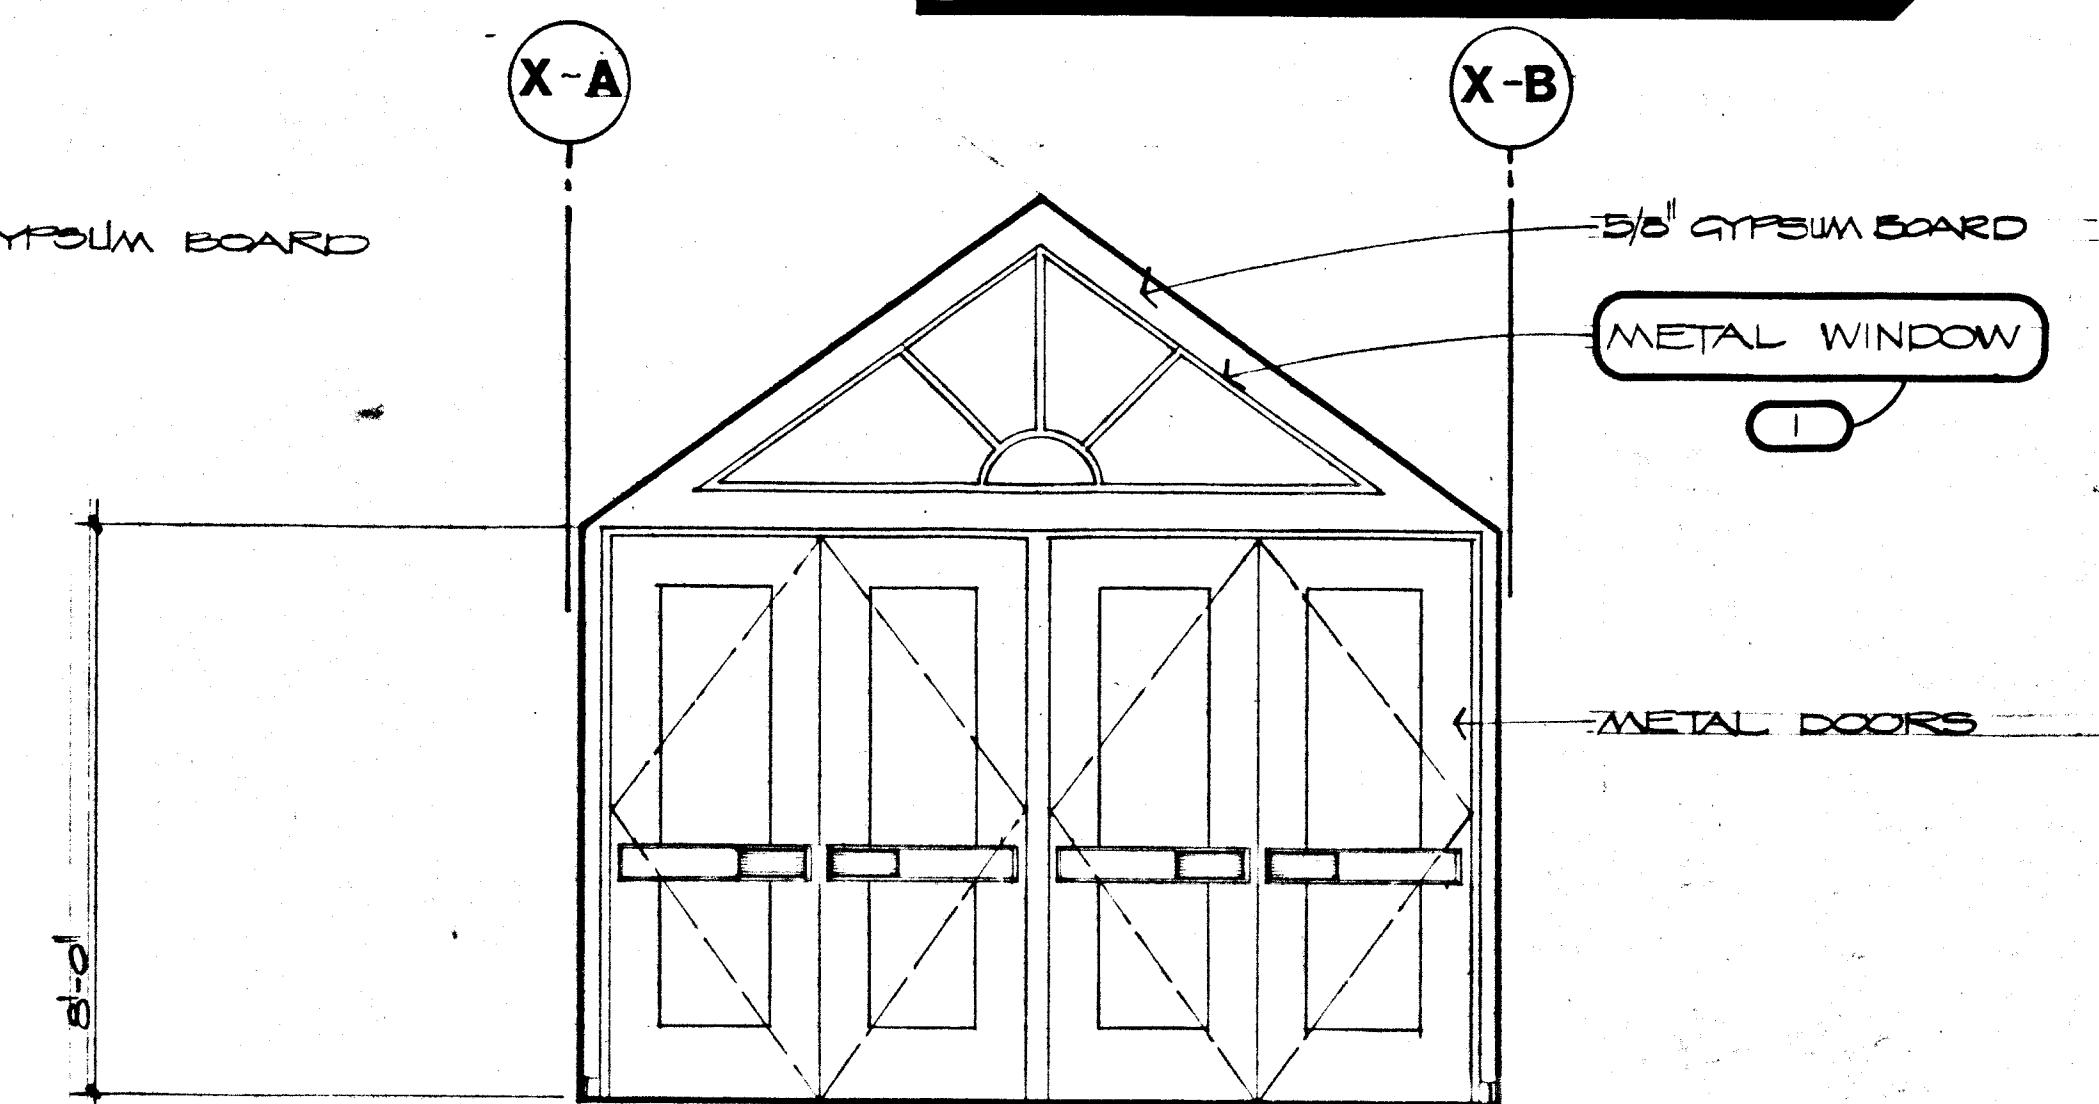 X-A
X-B
YPSUM BOARD
5/8" GYPSUM BOARD
METAL WINDOW
1
METAL DOORS
8'-0"